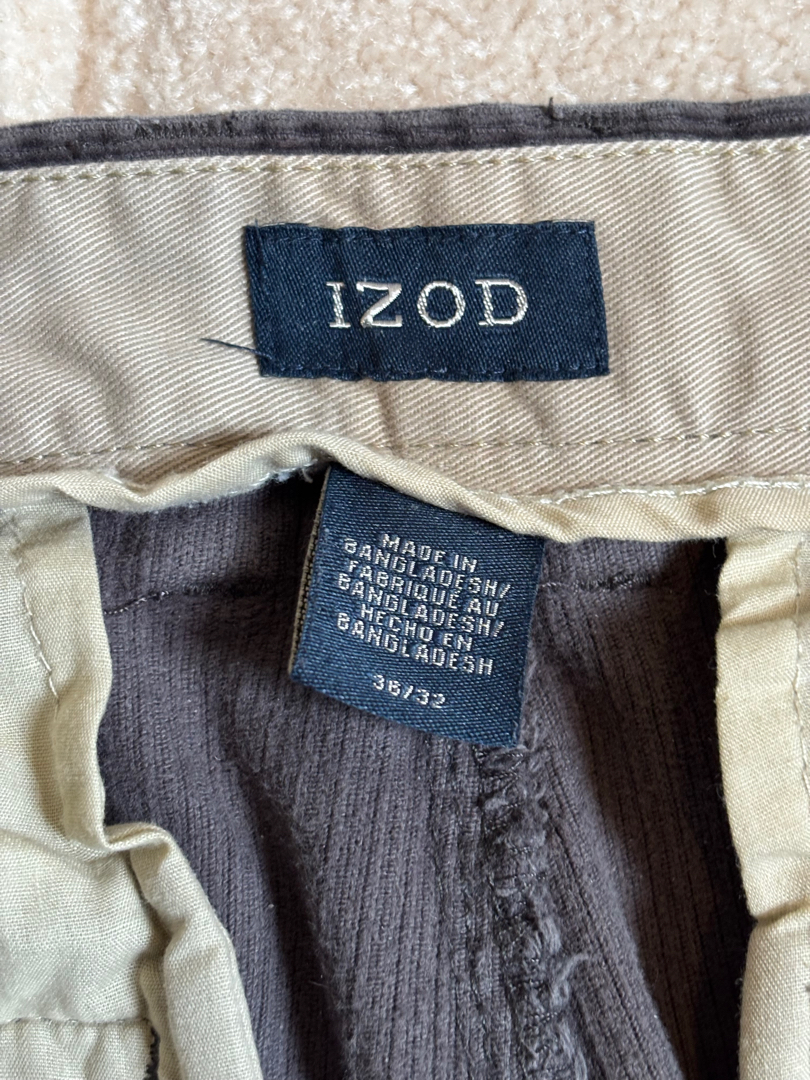 IZOD
MADE IN
BANGLADESH/
FABRIQUÉ AU
BANGLADESH/
HECHO EN
BANGLADESH
36/32